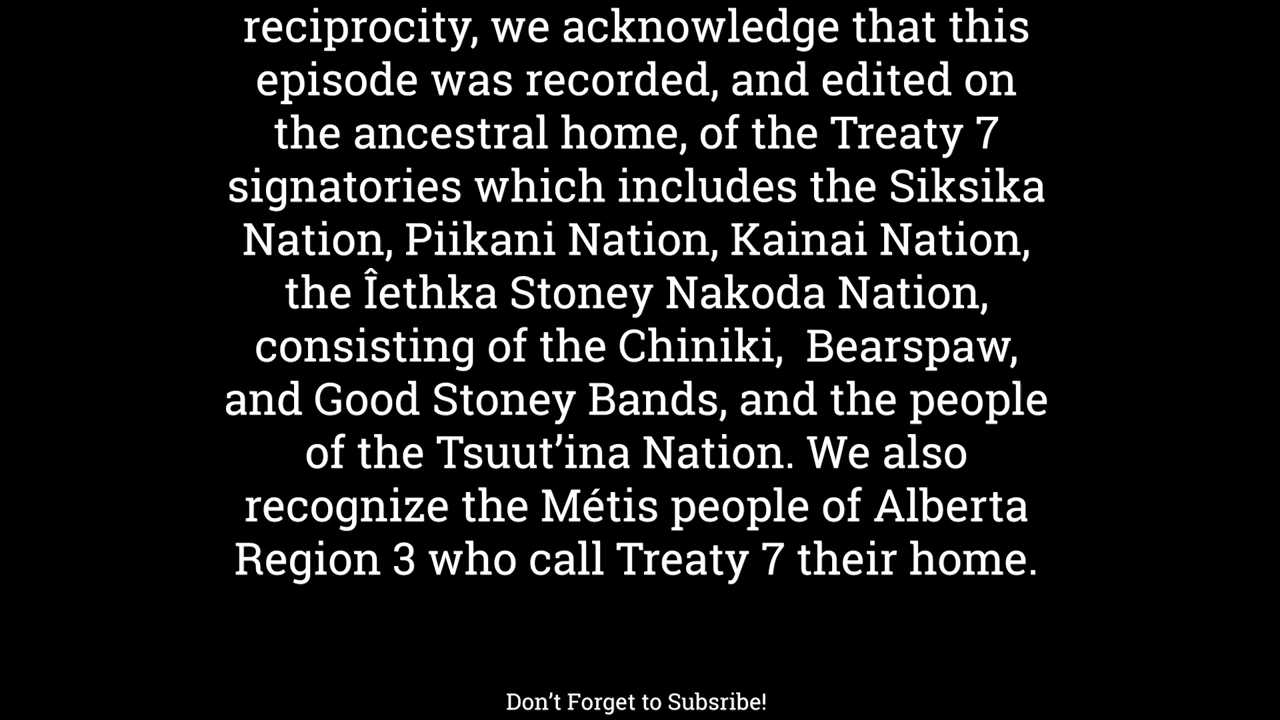 reciprocity, we acknowledge that this
episode was recorded, and edited on
the ancestral home, of the Treaty 7
signatories which includes the Siksika
Nation, Piikani Nation, Kainai Nation,
the Îethka Stoney Nakoda Nation,
consisting of the Chiniki,  Bearspaw,
and Good Stoney Bands, and the people
of the Tsuut’ina Nation. We also
recognize the Métis people of Alberta
Region 3 who call Treaty 7 their home.
Don’t Forget to Subsribe!